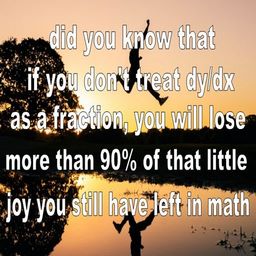 did you know that
if you don't treat dy/dx
as a fraction, you will lose
more than 90% of that little
joy you still have left in math